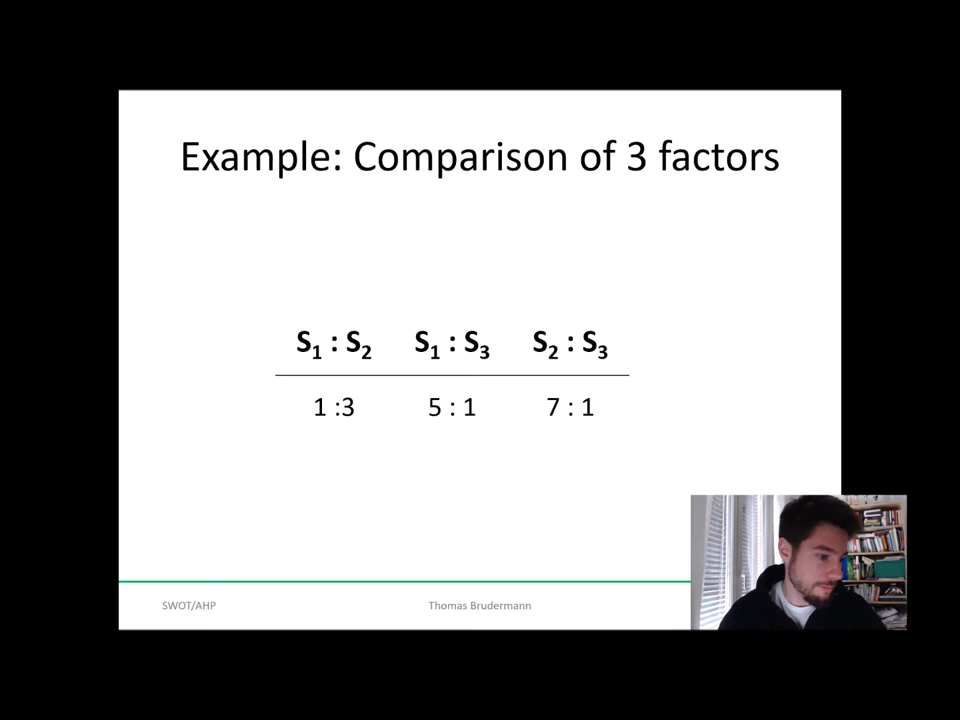 Example: Comparison of 3 factors
S₁ : S₂ S₁ : S₃ S₂ : S₃
1 :3 5 : 1 7 : 1
SWOT/AHP Thomas Brudermann